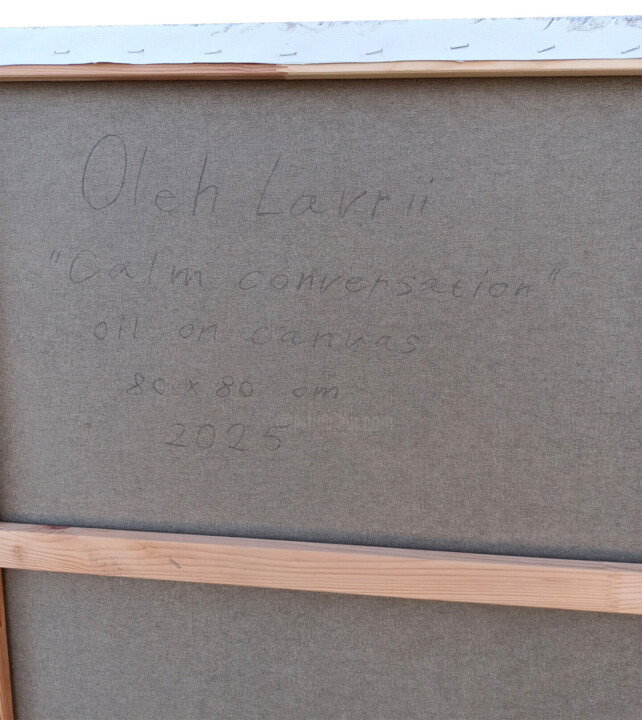 Oleh Lavrii
"Calm conversation"
oil on canvas
80 x 80 cm
2025